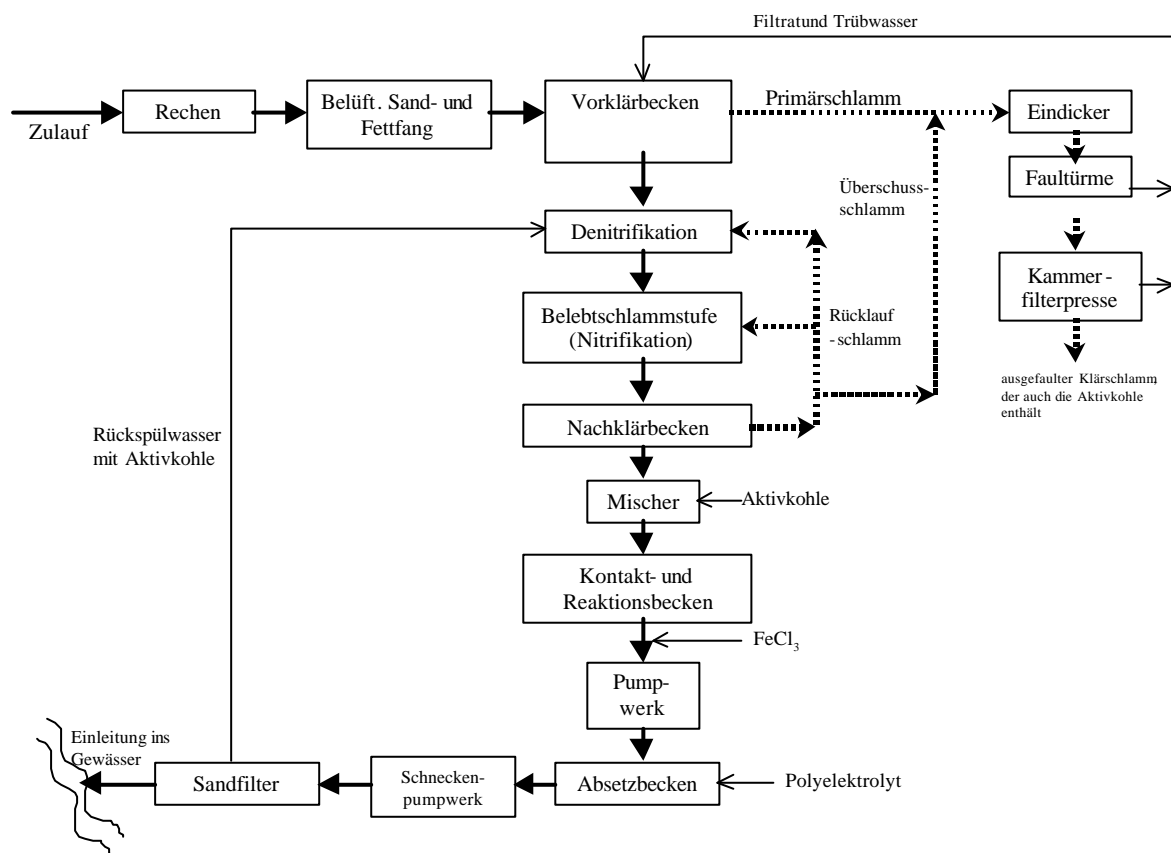 Filtratund Trübwasser
Zulauf
Rechen
Belüft. Sand- und
Fettfang
Vorklärbecken
Primärschlamm
Eindicker
Faultürme
Überschuss-
schlamm
Denitrifikation
Kammer-
filterpresse
Belebtschlammstufe
(Nitrifikation)
Rücklauf
-schlamm
ausgefaulter Klärschlamm,
der auch die Aktivkohle
enthält
Nachklärbecken
Rückspülwasser
mit Aktivkohle
Mischer
Aktivkohle
Kontakt- und
Reaktionsbecken
FeCl3
Pump-
werk
Einleitung ins
Gewässer
Sandfilter
Schnecken-
pumpwerk
Absetzbecken
Polyelektrolyt